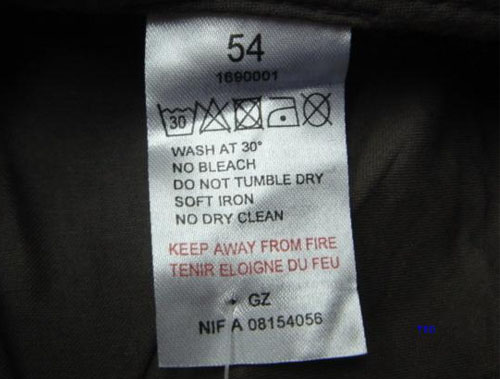 54
1690001
30
WASH AT 30°
NO BLEACH
DO NOT TUMBLE DRY
SOFT IRON
NO DRY CLEAN
KEEP AWAY FROM FIRE
TENIR ELOIGNE DU FEU
GZ
NIF A 08154056